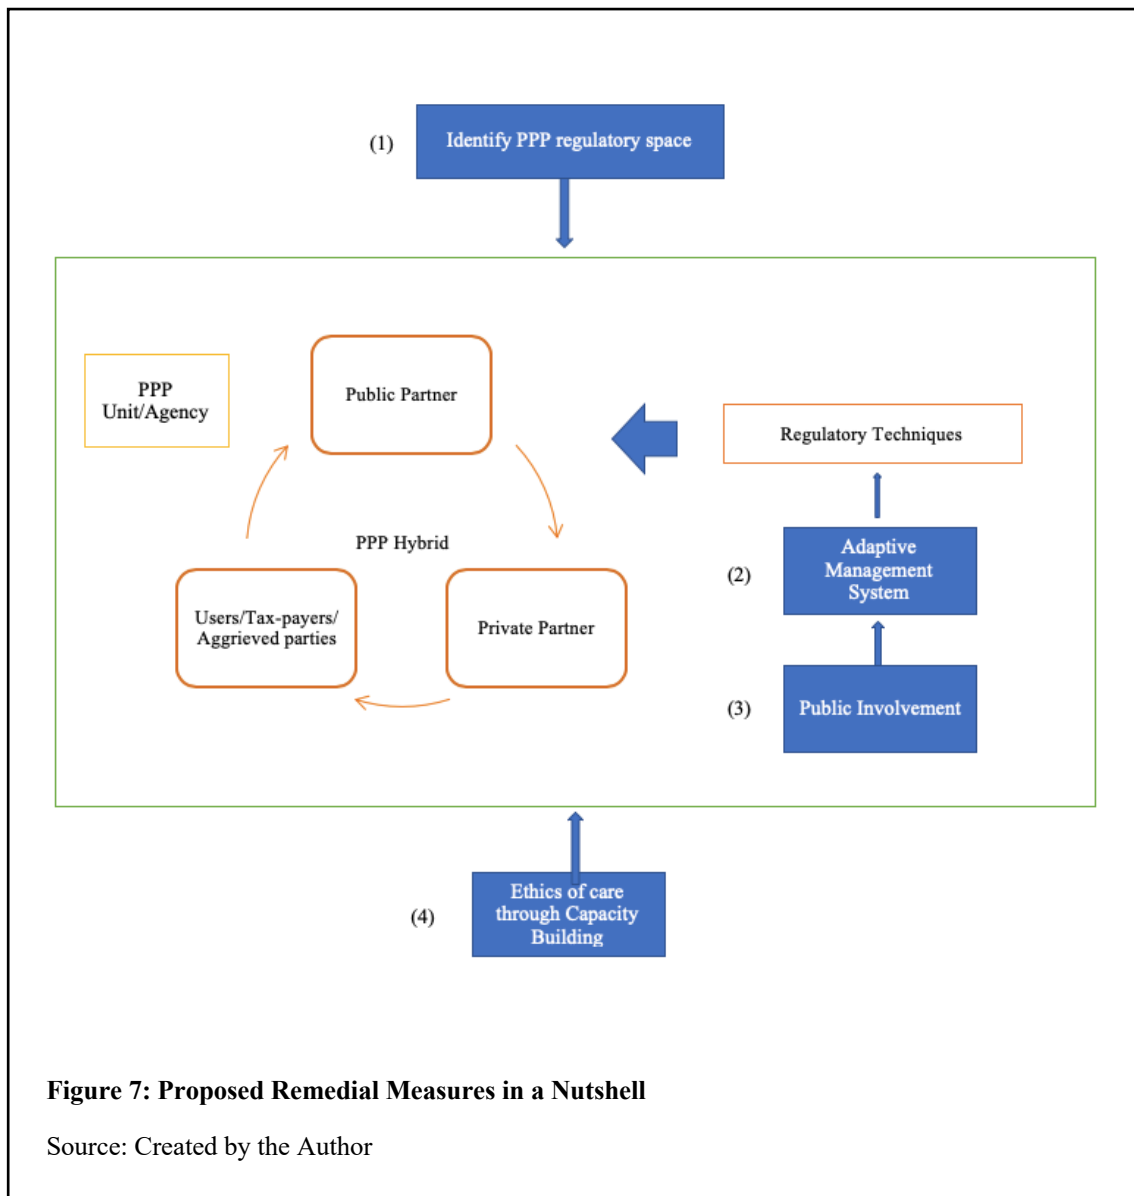 (1)
Identify PPP regulatory space
PPP
Unit/Agency
Public Partner
Regulatory Techniques
PPP Hybrid
Users/Tax-payers/
Aggrieved parties
Private Partner
(2)
Adaptive
Management
System
(3)
Public Involvement
(4)
Ethics of care
through Capacity
Building
Figure 7: Proposed Remedial Measures in a Nutshell
Source: Created by the Author